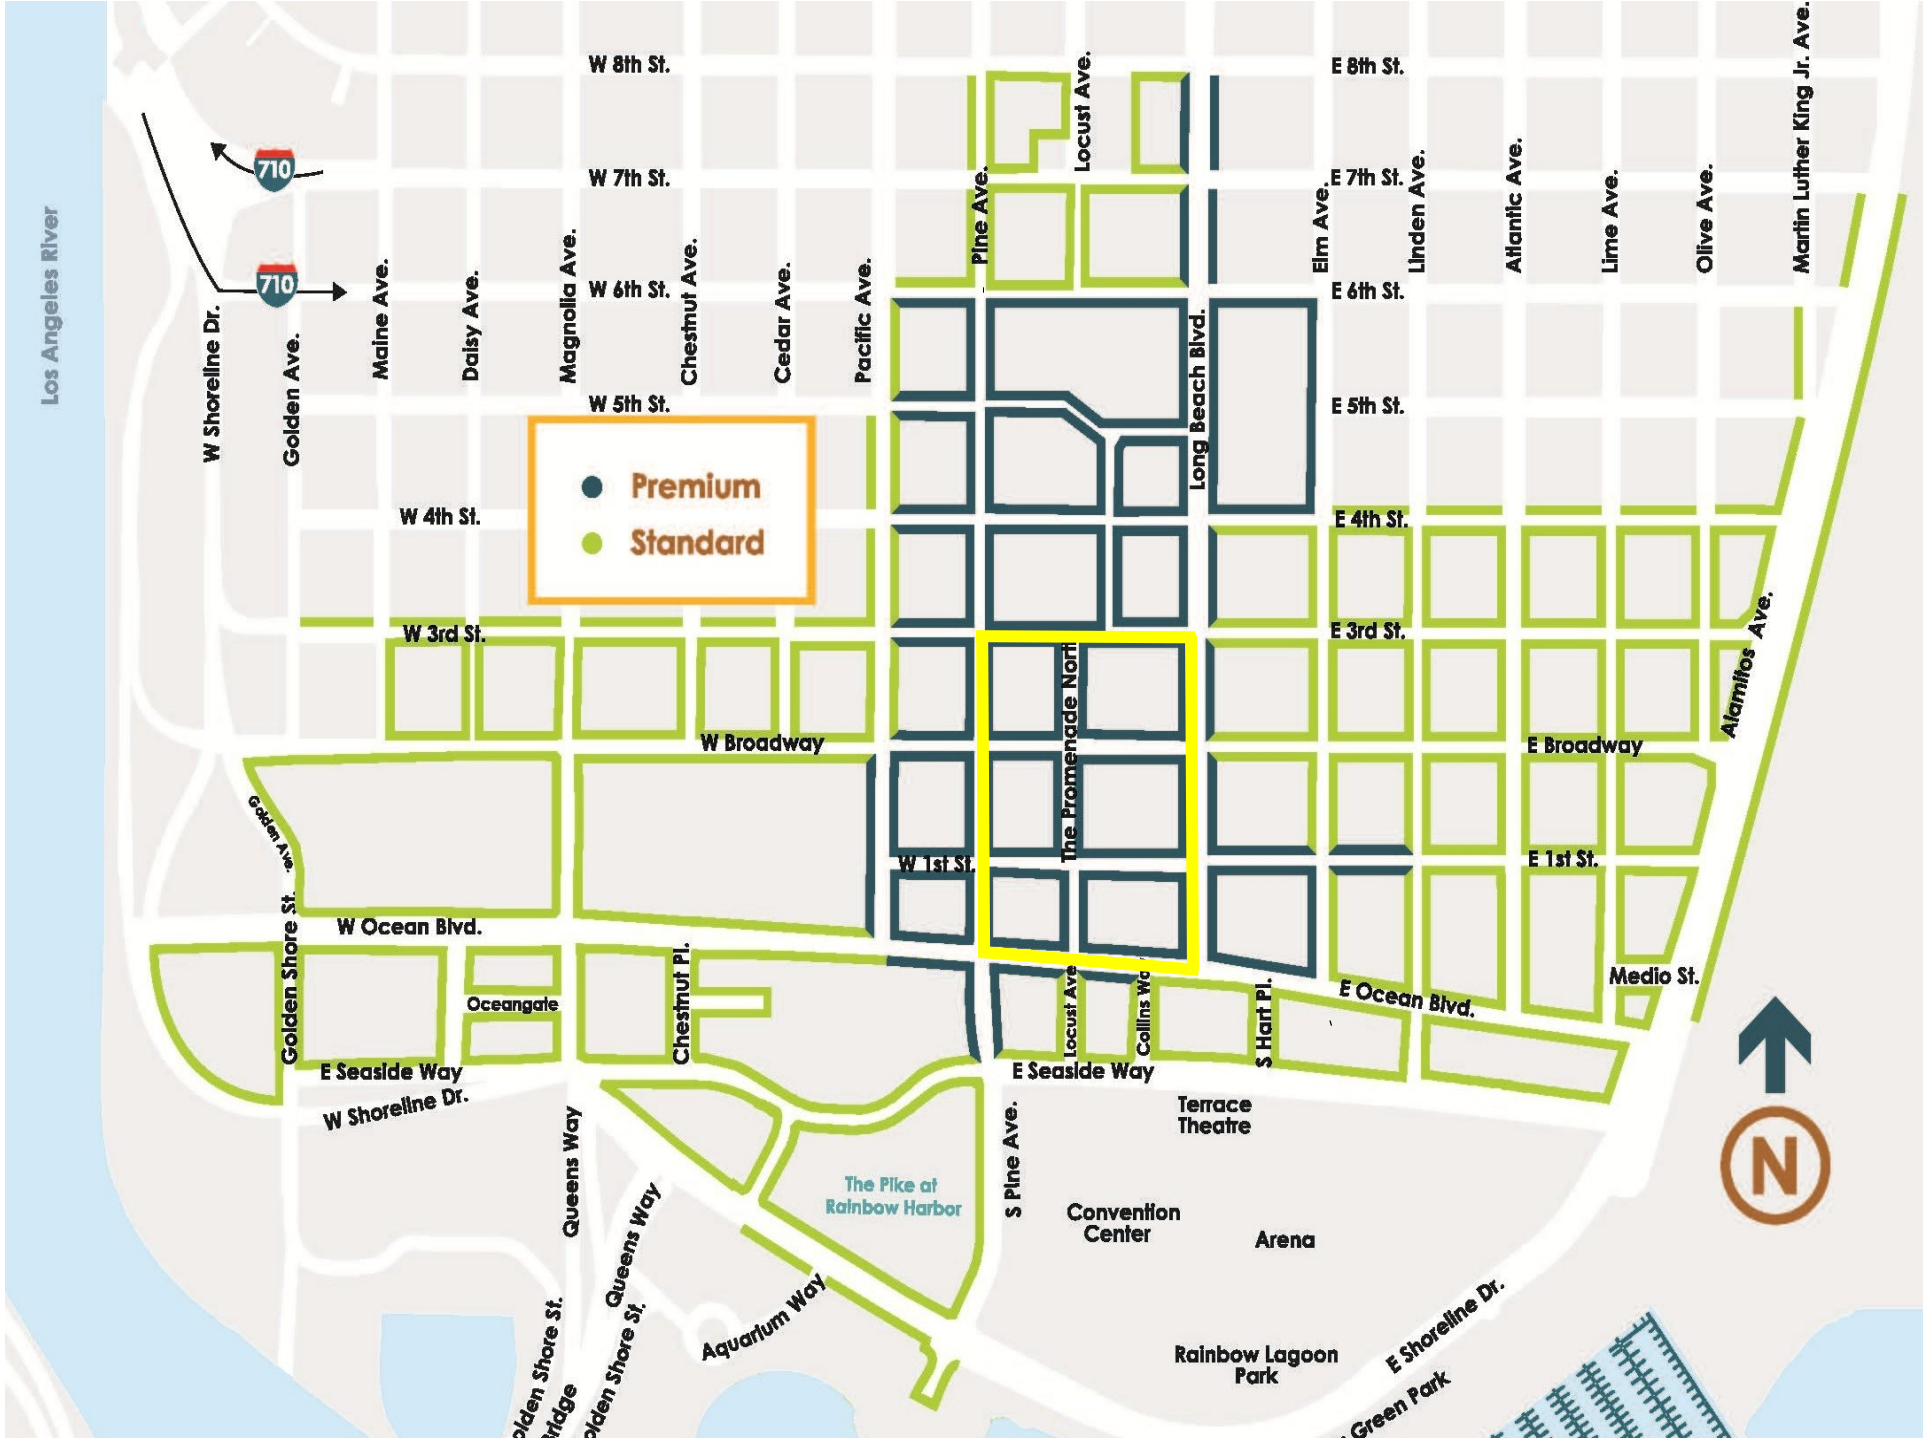 W 8th St.
E 8th St.
Locust Ave.
Martin Luther King Jr. Ave.
710
W 7th St.
E 7th St.
Pine Ave.
Elm Ave.
Linden Ave.
Atlantic Ave.
Lime Ave.
Olive Ave.
Los Angeles River
710
W 6th St.
E 6th St.
W Shoreline Dr.
Golden Ave.
Maine Ave.
Daisy Ave.
Magnolia Ave.
Chestnut Ave.
Cedar Ave.
Pacific Ave.
Long Beach Blvd.
W 5th St.
E 5th St.
Premium
Standard
W 4th St.
E 4th St.
W 3rd St.
E 3rd St.
Alamitos Ave.
The Promenade Nort
W Broadway
E Broadway
Golden Ave.
W 1st St.
E 1st St.
Golden Shore St.
W Ocean Blvd.
Chestnut Pl.
Oceangate
Locust Ave
Collins Wa
S Hart Pl.
E Ocean Blvd.
Medio St.
E Seaside Way
E Seaside Way
W Shoreline Dr.
Terrace
Theatre
Queens Way
Queens Way
S Pine Ave.
The Pike at
Rainbow Harbor
Convention
Center
Arena
N
Aquarium Way
Rainbow Lagoon
Park
E Shoreline Dr.
Green Park
olden Shore St.
Bridge
olden Shore St.